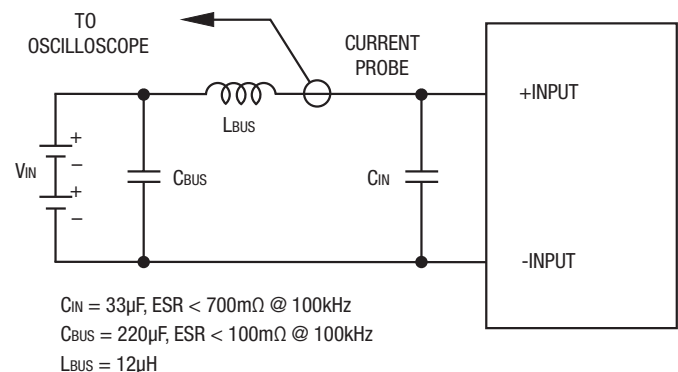 TO
OSCILLOSCOPE
CURRENT
PROBE
+INPUT
LBUS
VIN
+
−
+
−
CBUS
CIN
-INPUT
CIN = 33µF, ESR < 700mΩ @ 100kHz
CBUS = 220µF, ESR < 100mΩ @ 100kHz
LBUS = 12µH